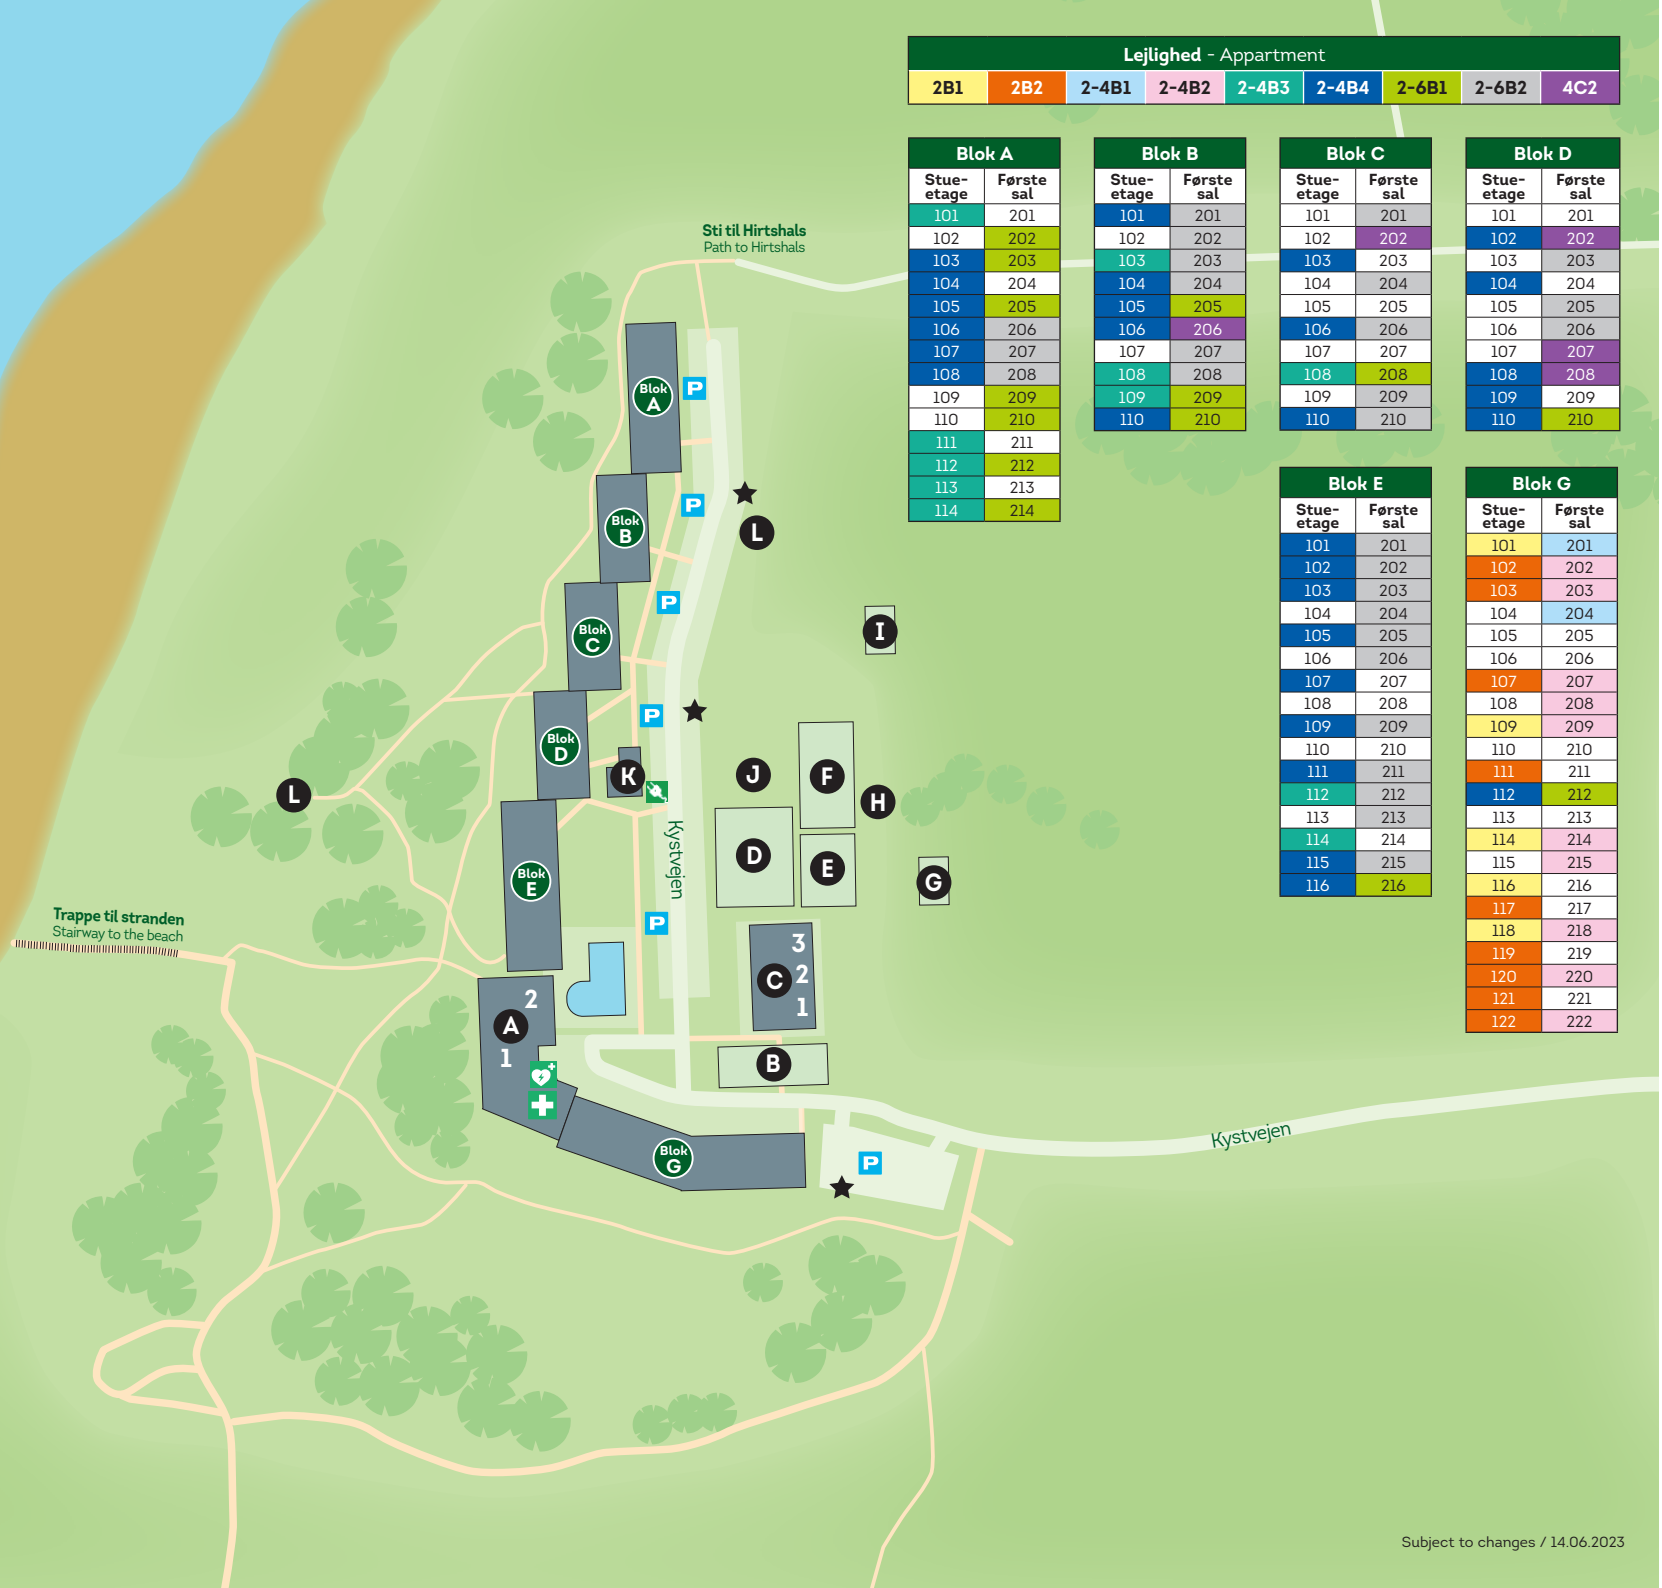 Lejlighed - Appartment
2B1 2B2 2-4B1 2-4B2 2-4B3 2-4B4 2-6B1 2-6B2 4C2
Blok A
Stue-etage Første sal
101 201
102 202
103 203
104 204
105 205
106 206
107 207
108 208
109 209
110 210
111 211
112 212
113 213
114 214
Blok B
Stue-etage Første sal
101 201
102 202
103 203
104 204
105 205
106 206
107 207
108 208
109 209
110 210
Blok C
Stue-etage Første sal
101 201
102 202
103 203
104 204
105 205
106 206
107 207
108 208
109 209
110 210
Blok D
Stue-etage Første sal
101 201
102 202
103 203
104 204
105 205
106 206
107 207
108 208
109 209
110 210
Blok E
Stue-etage Første sal
101 201
102 202
103 203
104 204
105 205
106 206
107 207
108 208
109 209
110 210
111 211
112 212
113 213
114 214
115 215
116 216
Blok G
Stue-etage Første sal
101 201
102 202
103 203
104 204
105 205
106 206
107 207
108 208
109 209
110 210
111 211
112 212
113 213
114 214
115 215
116 216
117 217
118 218
119 219
120 220
121 221
122 222
Sti til Hirtshals
Path to Hirtshals
Blok A
P
P
L
Blok B
P
Blok C
I
P
Blok D
K
J
F
H
L
Kystvejen
D
E
G
Blok E
P
Trappe til stranden
Stairway to the beach
3
C 2
1
2
A
1
B
Blok G
P
Kystvejen
Subject to changes / 14.06.2023